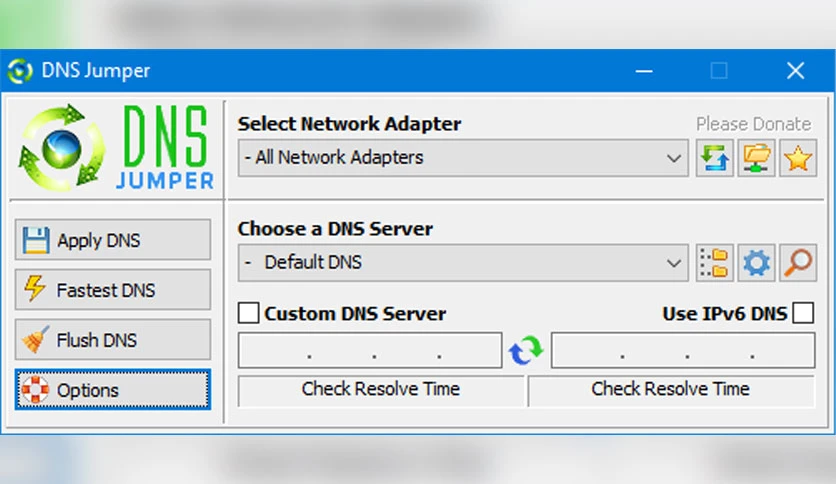 DNS Jumper
DNS
JUMPER
Select Network Adapter
Please Donate
- All Network Adapters
Apply DNS
Fastest DNS
Flush DNS
Options
Choose a DNS Server
- Default DNS
Custom DNS Server
Use IPv6 DNS
. . .
. . .
Check Resolve Time
Check Resolve Time